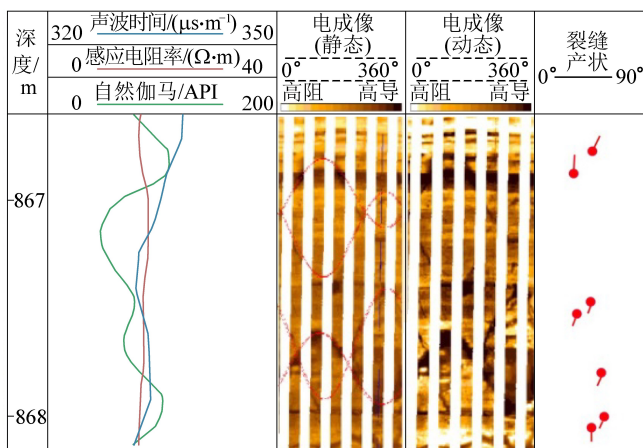 深度/m
声波时间/(μs·m⁻¹)
320 350
感应电阻率/(Ω·m)
0 40
自然伽马/API
0 200
电成像
(静态)
0° 360°
高阻 高导
电成像
(动态)
0° 360°
高阻 高导
裂缝
产状
0° 90°
867
868